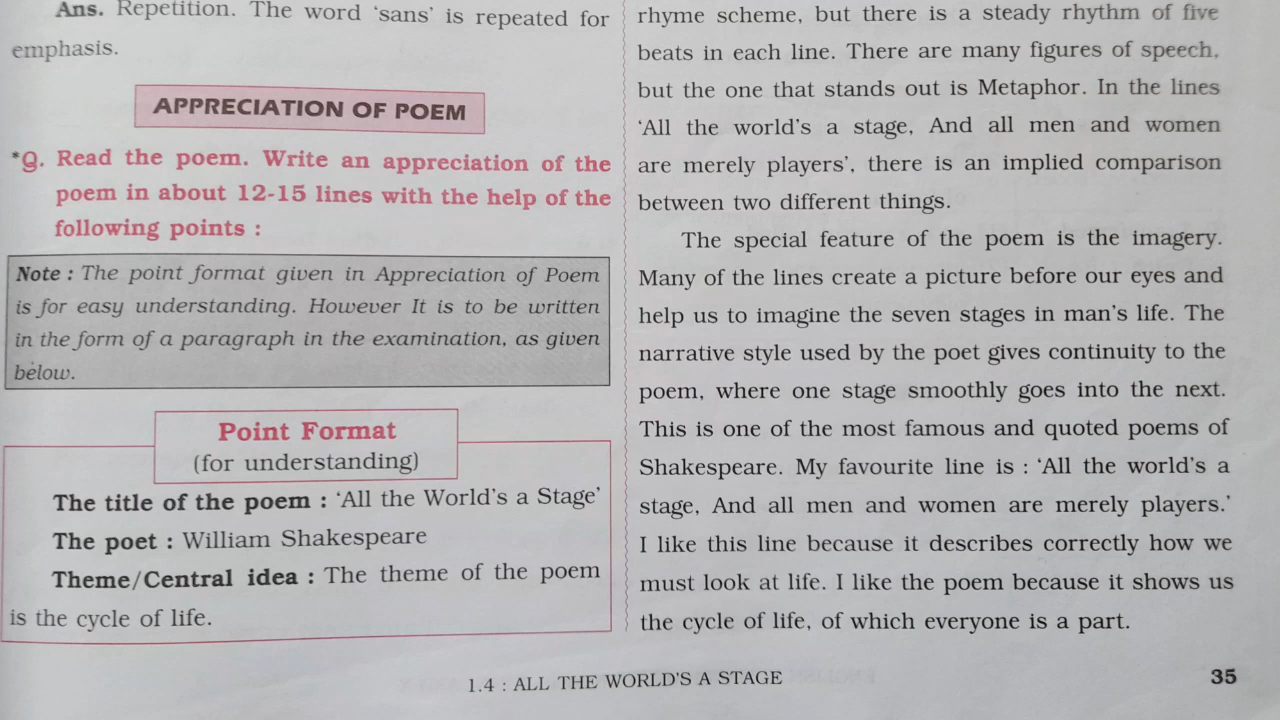 Ans. Repetition. The word ‘sans’ is repeated for
emphasis.
APPRECIATION OF POEM
*Q. Read the poem. Write an appreciation of the
poem in about 12-15 lines with the help of the
following points :
Note : The point format given in Appreciation of Poem
is for easy understanding. However It is to be written
in the form of a paragraph in the examination, as given
below.
Point Format
(for understanding)
The title of the poem : ‘All the World’s a Stage’
The poet : William Shakespeare
Theme/Central idea : The theme of the poem
is the cycle of life.
rhyme scheme, but there is a steady rhythm of five
beats in each line. There are many figures of speech,
but the one that stands out is Metaphor. In the lines
‘All the world’s a stage, And all men and women
are merely players’, there is an implied comparison
between two different things.
The special feature of the poem is the imagery.
Many of the lines create a picture before our eyes and
help us to imagine the seven stages in man’s life. The
narrative style used by the poet gives continuity to the
poem, where one stage smoothly goes into the next.
This is one of the most famous and quoted poems of
Shakespeare. My favourite line is : ‘All the world’s a
stage, And all men and women are merely players.’
I like this line because it describes correctly how we
must look at life. I like the poem because it shows us
the cycle of life, of which everyone is a part.
1.4 : ALL THE WORLD’S A STAGE
35